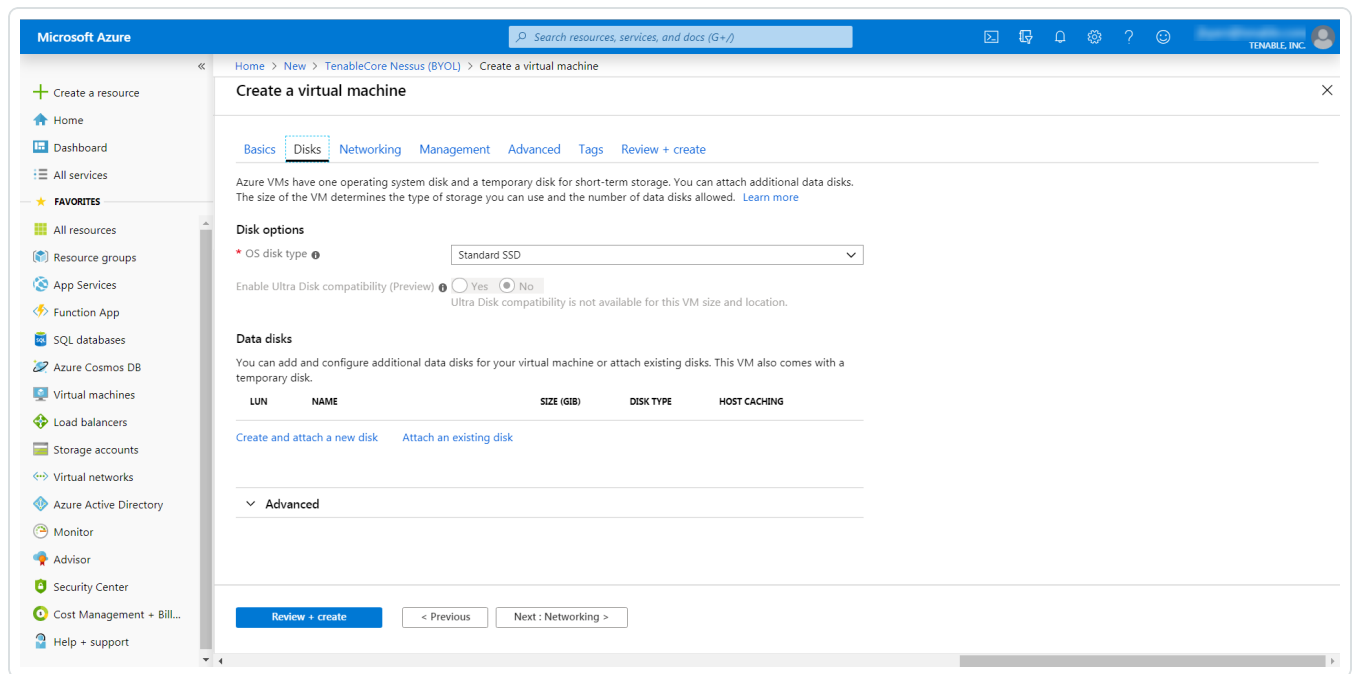 Microsoft Azure
Search resources, services, and docs (G+/)
TENABLE, INC.
«
Home > New > TenableCore Nessus (BYOL) > Create a virtual machine
Create a virtual machine
Create a resource
Home
Dashboard
All services
FAVORITES
All resources
Resource groups
App Services
Function App
SQL databases
Azure Cosmos DB
Virtual machines
Load balancers
Storage accounts
Virtual networks
Azure Active Directory
Monitor
Advisor
Security Center
Cost Management + Bill...
Help + support
Basics Disks Networking Management Advanced Tags Review + create
Azure VMs have one operating system disk and a temporary disk for short-term storage. You can attach additional data disks.
The size of the VM determines the type of storage you can use and the number of data disks allowed. Learn more
Disk options
* OS disk type Standard SSD
Enable Ultra Disk compatibility (Preview) Yes No
Ultra Disk compatibility is not available for this VM size and location.
Data disks
You can add and configure additional data disks for your virtual machine or attach existing disks. This VM also comes with a
temporary disk.
LUN NAME SIZE (GIB) DISK TYPE HOST CACHING
Create and attach a new disk Attach an existing disk
Advanced
Review + create < Previous Next : Networking >